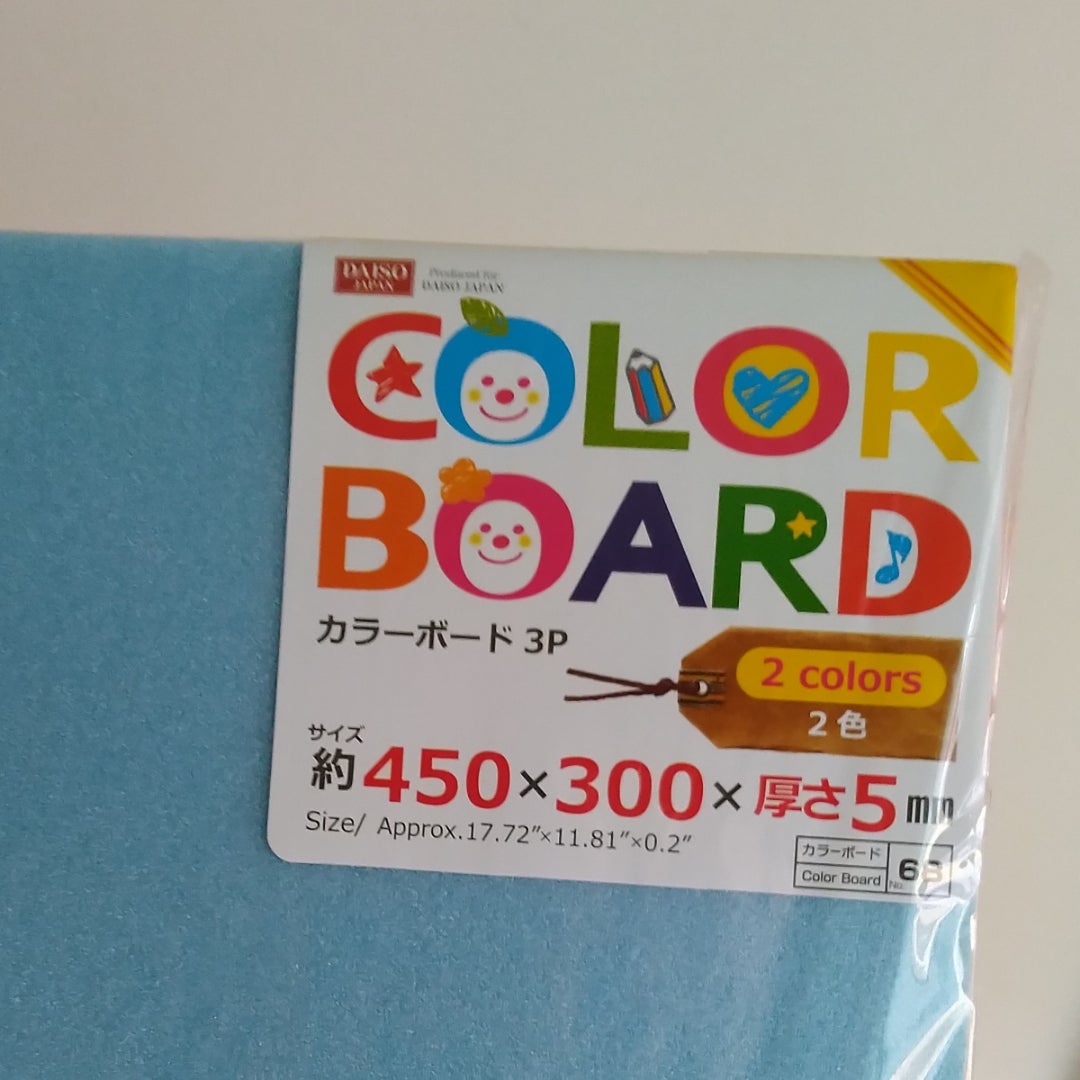 DAISO
JAPAN
Produced for
DAISO JAPAN
COLOR
BOARD
カラーボード 3P
2 colors
2色
サイズ
約450×300×厚さ5mm
Size/ Approx.17.72"×11.81"×0.2"
カラーボード
Color Board
No.